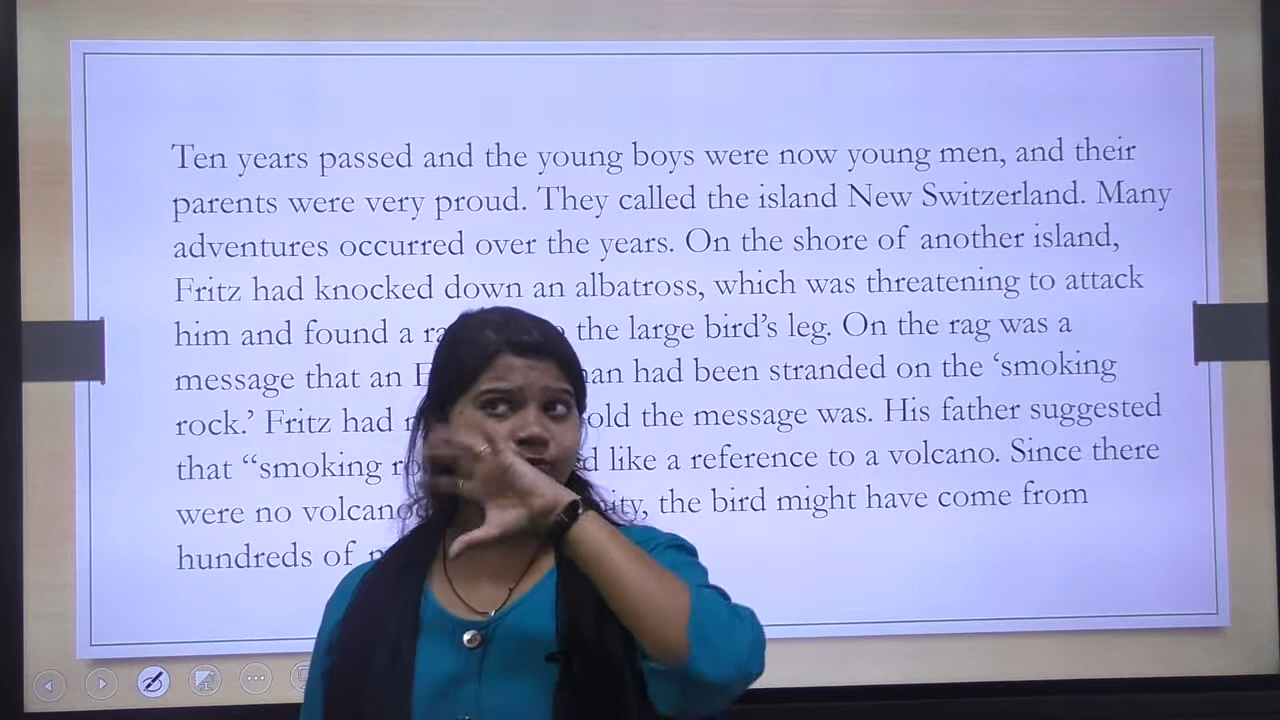 Ten years passed and the young boys were now young men, and their
parents were very proud. They called the island New Switzerland. Many
adventures occurred over the years. On the shore of another island,
Fritz had knocked down an albatross, which was threatening to attack
him and found a the large bird’s leg. On the rag was a
message that an had been stranded on the ‘smoking
rock.’ Fritz had old the message was. His father suggested
that “smoking like a reference to a volcano. Since there
were no the bird might have come from
hundreds of